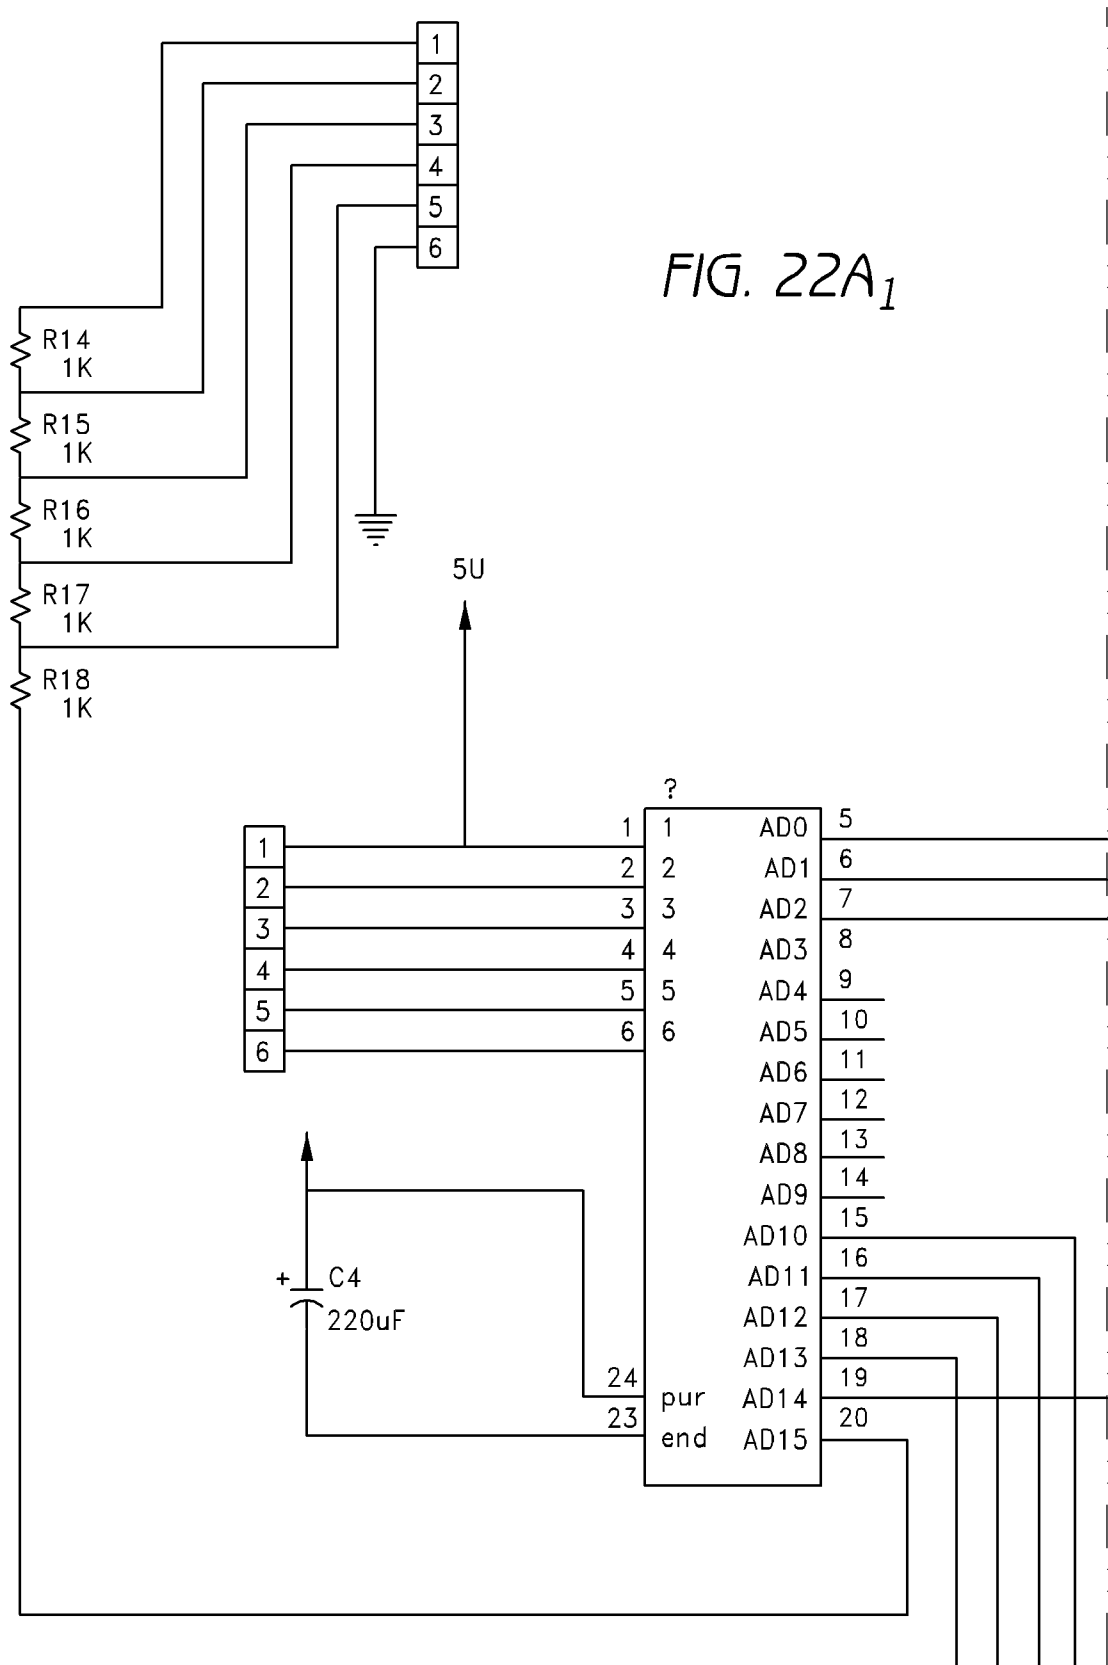 1
2
3
4
5
6
FIG. 22A1
R14
1K
R15
1K
R16
1K
R17
1K
R18
1K
5U
?
1
2
3
4
5
6
1 1 AD0 5
2 2 AD1 6
3 3 AD2 7
4 4 AD3 8
5 5 AD4 9
6 6 AD5 10
AD6 11
AD7 12
AD8 13
AD9 14
AD10 15
AD11 16
AD12 17
AD13 18
24 pur AD14 19
23 end AD15 20
+ C4
220uF